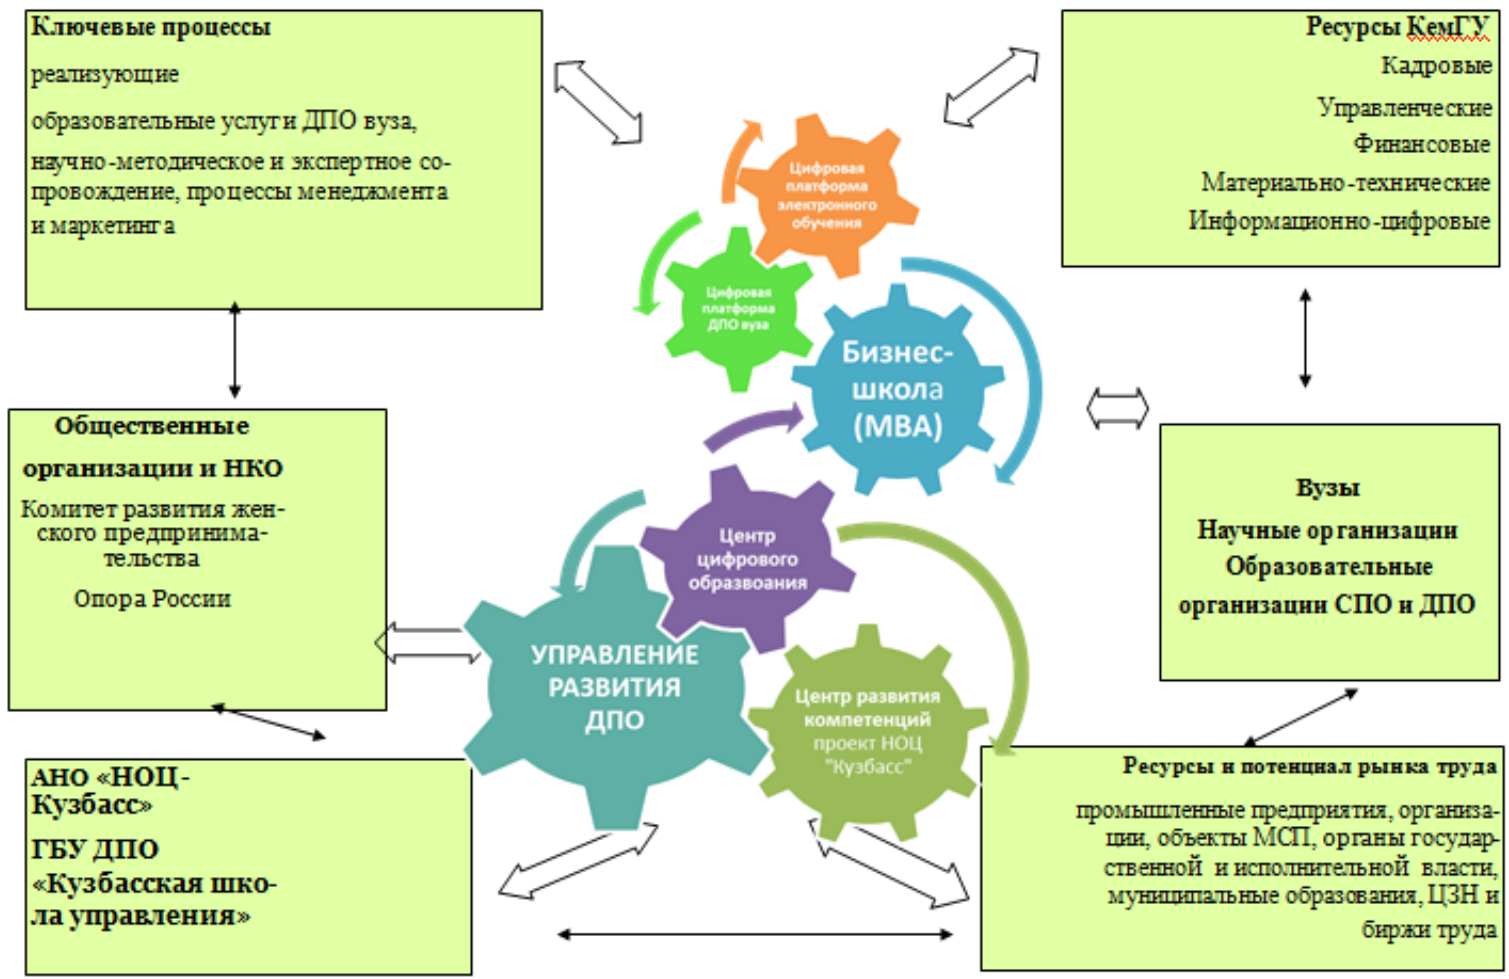 Ключевые процессы
реализующие
образовательные услуги ДПО вуза,
научно-методическое и экспертное со-
провождение, процессы менеджмента
и маркетинга
Ресурсы КемГУ
Кадровые
Управленческие
Финансовые
Материально-технические
Информационно-цифровые
Цифровая
платформа
электронного
обучения
Цифровая
платформа
ДПО вуза
Бизнес-
школа
(МВА)
Центр
цифрового
образвоания
УПРАВЛЕНИЕ
РАЗВИТИЯ
ДПО
Центр развития
компетенций
проект НОЦ
"Кузбасс"
Общественные
организации и НКО
Комитет развития жен-
ского предпринима-
тельства
Опора России
Вузы
Научные организации
Образовательные
организации СПО и ДПО
АНО «НОЦ-
Кузбасс»
ГБУ ДПО
«Кузбасская шко-
ла управления»
Ресурсы и потенциал рынка труда
промышленные предприятия, организа-
ции, объекты МСП, органы государ-
ственной и исполнительной власти,
муниципальные образования, ЦЗН и
биржи труда